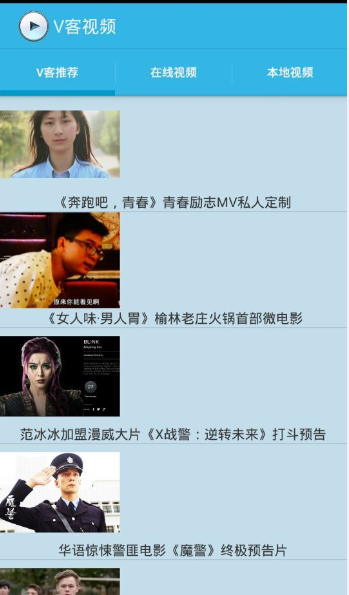 V客视频
V客推荐
在线视频
本地视频
《奔跑吧，青春》青春励志MV私人定制
原来你就看见啊
《女人味·男人胃》榆林老庄火锅首部微电影
BLINK
范冰冰加盟漫威大片《X战警：逆转未来》打斗预告
魔警
华语惊悚警匪电影《魔警》终极预告片